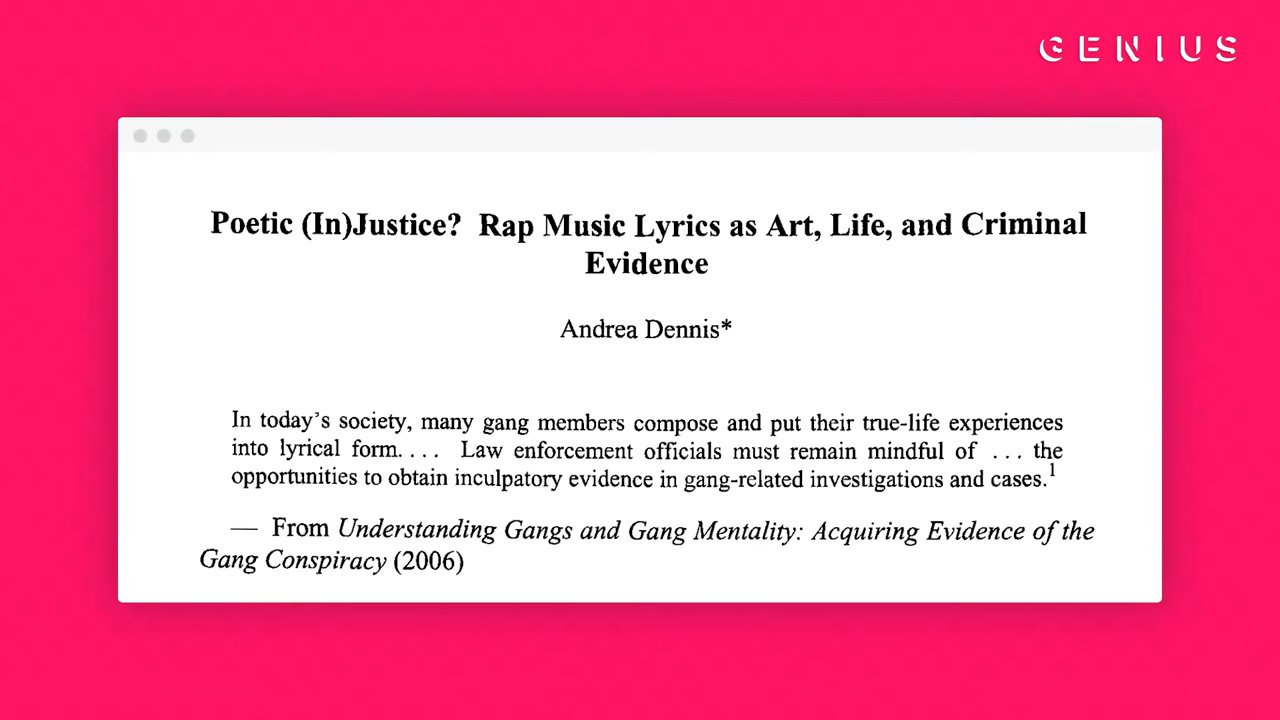 GENIUS
Poetic (In)Justice? Rap Music Lyrics as Art, Life, and Criminal
Evidence
Andrea Dennis*
In today's society, many gang members compose and put their true-life experiences
into lyrical form. . . . Law enforcement officials must remain mindful of . . . the
opportunities to obtain inculpatory evidence in gang-related investigations and cases.1
— From Understanding Gangs and Gang Mentality: Acquiring Evidence of the
Gang Conspiracy (2006)